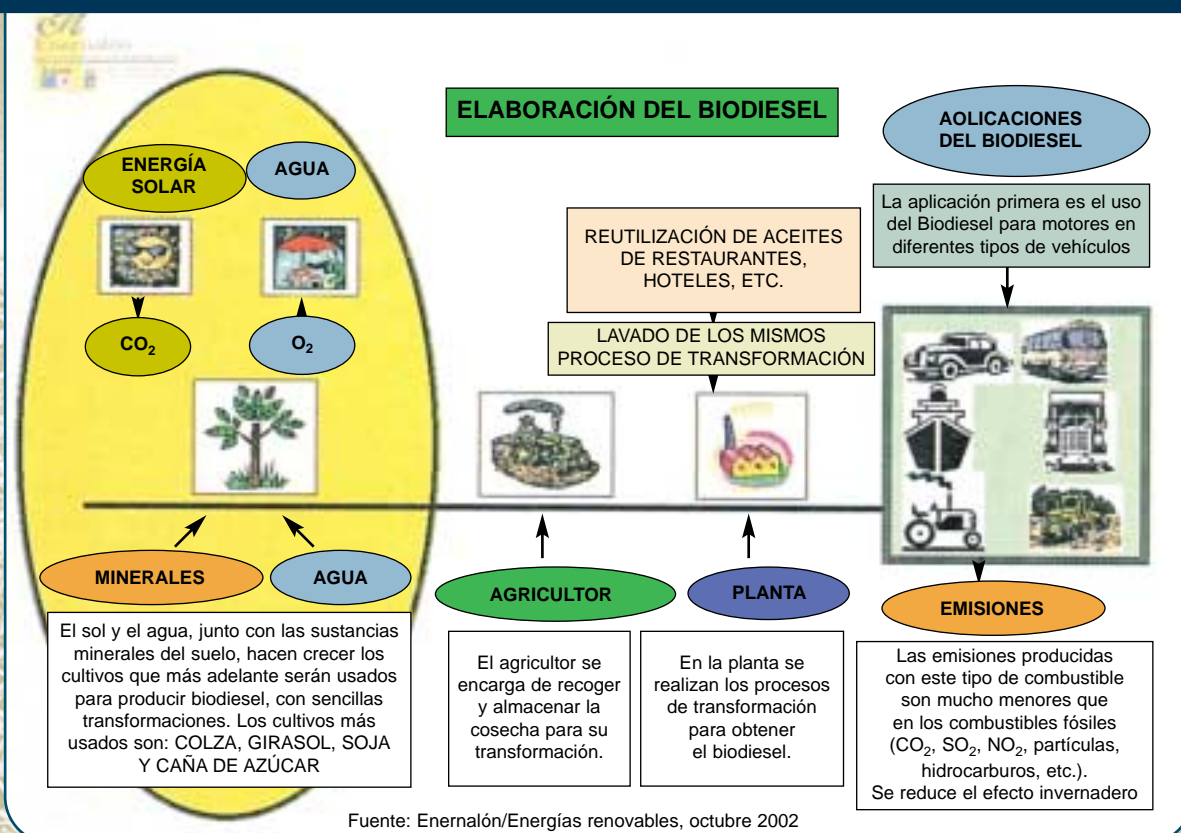 Enernalón
ELABORACIÓN DEL BIODIESEL
AOLICACIONES
DEL BIODIESEL
ENERGÍA
SOLAR
AGUA
La aplicación primera es el uso
del Biodiesel para motores en
diferentes tipos de vehículos
REUTILIZACIÓN DE ACEITES
DE RESTAURANTES,
HOTELES, ETC.
CO₂
O₂
LAVADO DE LOS MISMOS
PROCESO DE TRANSFORMACIÓN
MINERALES
AGUA
AGRICULTOR
PLANTA
EMISIONES
El sol y el agua, junto con las sustancias
minerales del suelo, hacen crecer los
cultivos que más adelante serán usados
para producir biodiesel, con sencillas
transformaciones. Los cultivos más
usados son: COLZA, GIRASOL, SOJA
Y CAÑA DE AZÚCAR
El agricultor se
encarga de recoger
y almacenar la
cosecha para su
transformación.
En la planta se
realizan los procesos
de transformación
para obtener
el biodiesel.
Las emisiones producidas
con este tipo de combustible
son mucho menores que
en los combustibles fósiles
(CO₂, SO₂, NO₂, partículas,
hidrocarburos, etc.).
Se reduce el efecto invernadero
Fuente: Enernalón/Energías renovables, octubre 2002